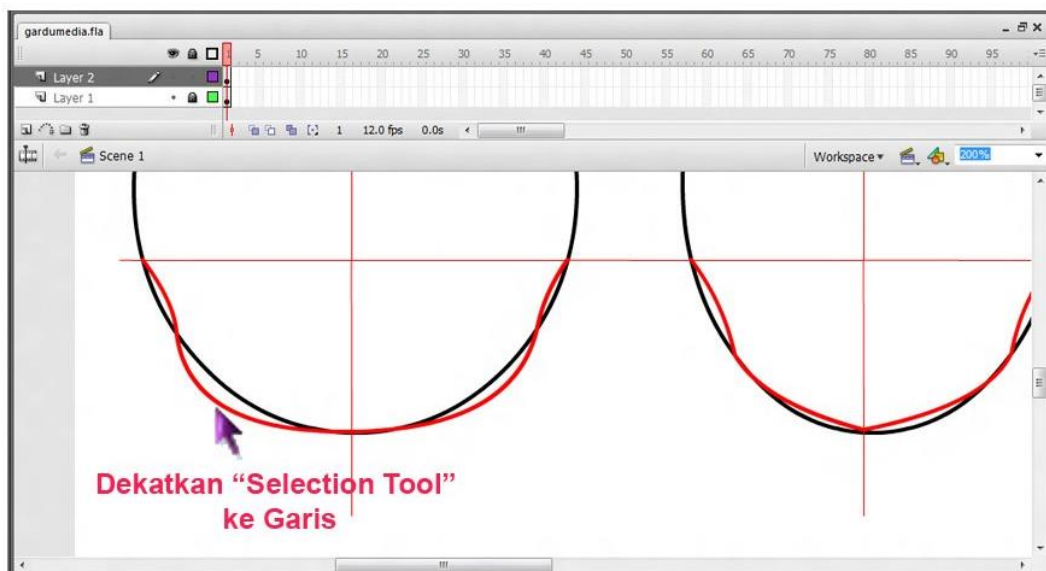 gardumedia.fla
1 5 10 15 20 25 30 35 40 45 50 55 60 65 70 75 80 85 90 95
Layer 2
Layer 1
1 12.0 fps 0.0s
Scene 1 Workspace 200%
Dekatkan “Selection Tool”
ke Garis